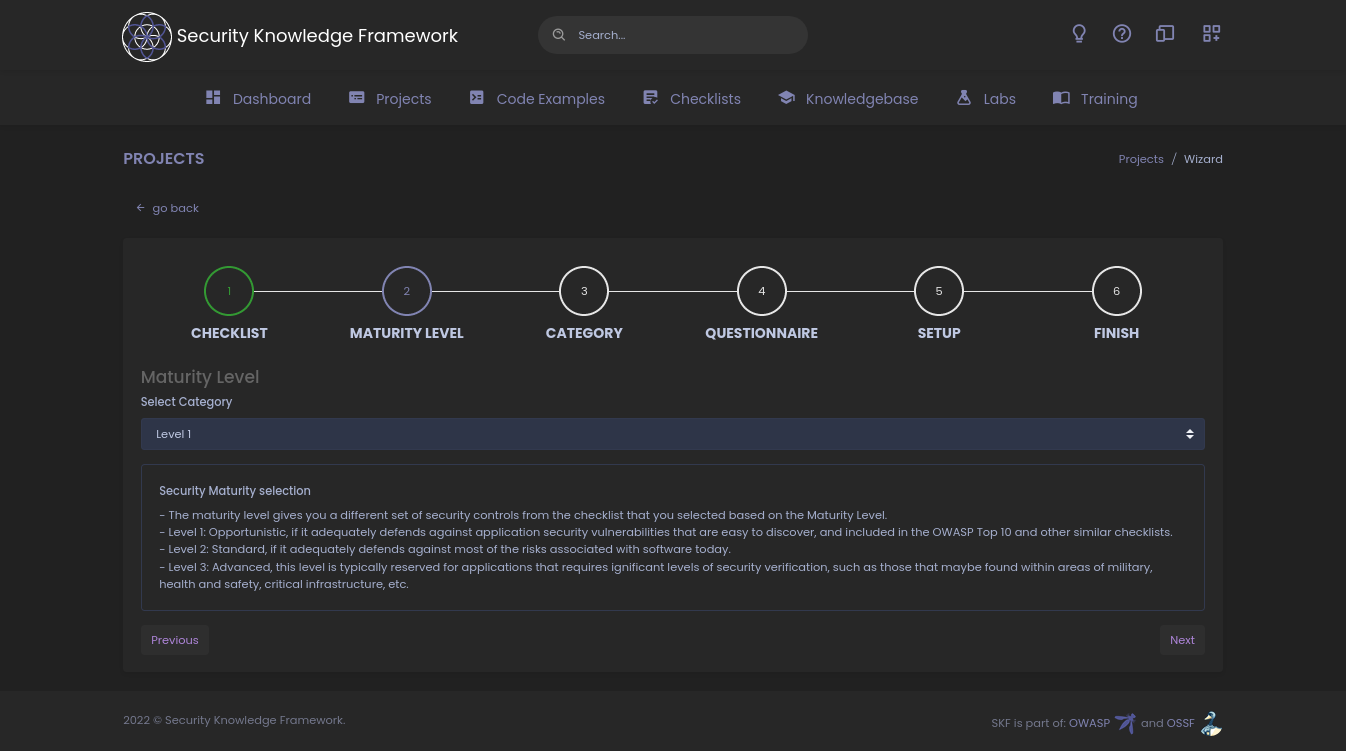 Security Knowledge Framework
Search...
Dashboard Projects Code Examples Checklists Knowledgebase Labs Training
PROJECTS
Projects / Wizard
← go back
1 2 3 4 5 6
CHECKLIST MATURITY LEVEL CATEGORY QUESTIONNAIRE SETUP FINISH
Maturity Level
Select Category
Level 1
Security Maturity selection
- The maturity level gives you a different set of security controls from the checklist that you selected based on the Maturity Level.
- Level 1: Opportunistic, if it adequately defends against application security vulnerabilities that are easy to discover, and included in the OWASP Top 10 and other similar checklists.
- Level 2: Standard, if it adequately defends against most of the risks associated with software today.
- Level 3: Advanced, this level is typically reserved for applications that requires ignificant levels of security verification, such as those that maybe found within areas of military,
health and safety, critical infrastructure, etc.
Previous
Next
2022 © Security Knowledge Framework.
SKF is part of: OWASP and OSSF